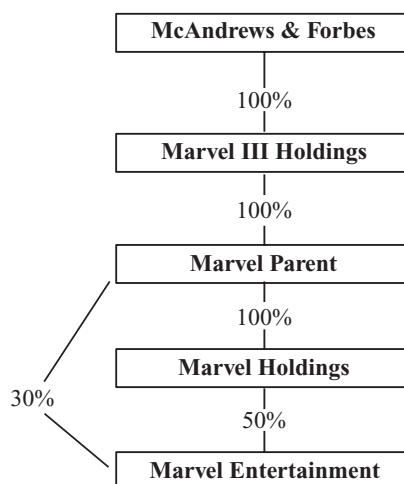 McAndrews & Forbes
100%
Marvel III Holdings
100%
Marvel Parent
100%
Marvel Holdings
30%
50%
Marvel Entertainment